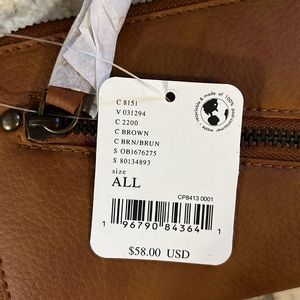 C 8151
V 031294
C 2200
C BROWN
C BRN/BRUN
S OB1676275
S 80134893
size
ALL
CP8413 0001
1 96790 84364 1
$58.00 USD